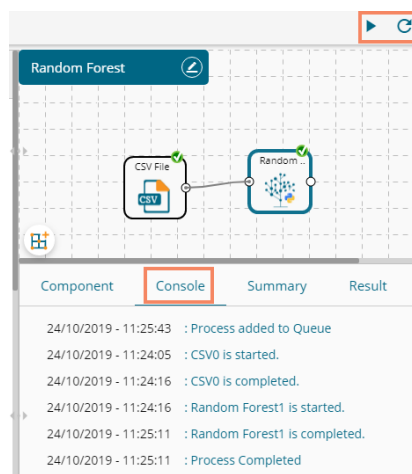 Random Forest
CSV File
CSV
Random ..
Component Console Summary Result
24/10/2019 - 11:25:43 : Process added to Queue
24/10/2019 - 11:24:05 : CSV0 is started.
24/10/2019 - 11:24:16 : CSV0 is completed.
24/10/2019 - 11:24:16 : Random Forest1 is started.
24/10/2019 - 11:25:11 : Random Forest1 is completed.
24/10/2019 - 11:25:11 : Process Completed